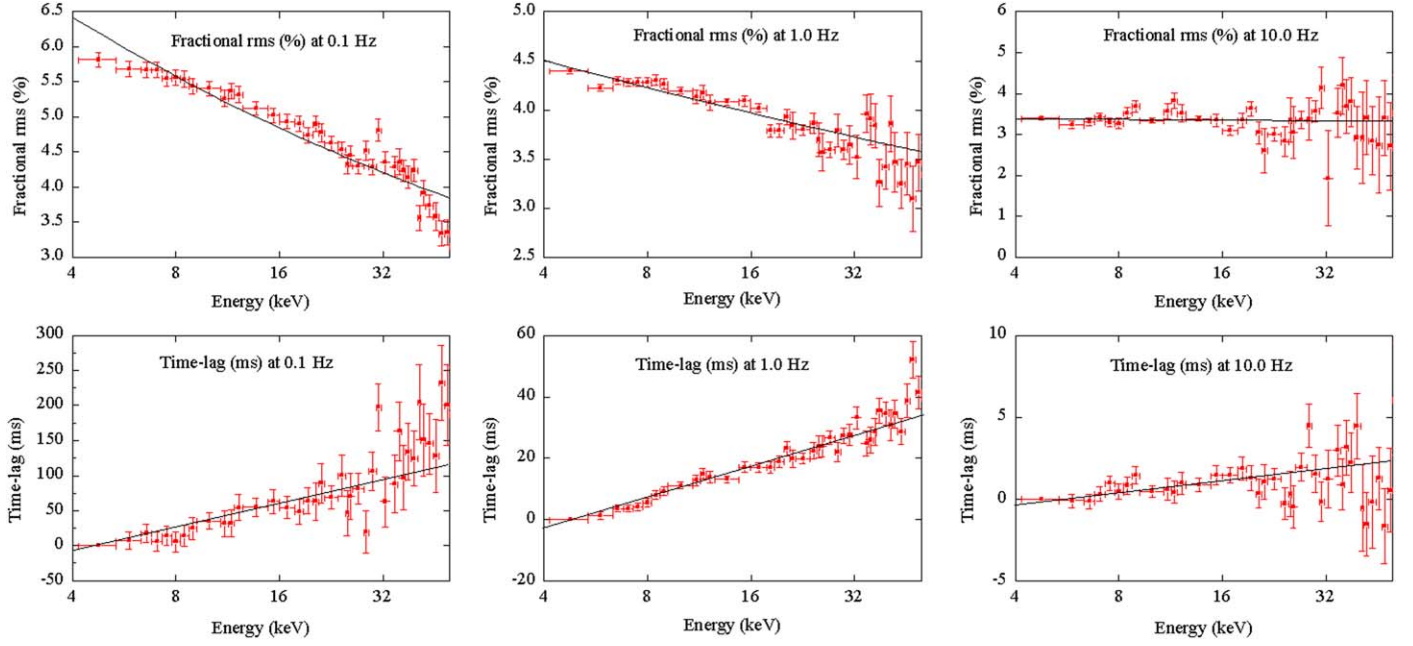 Fractional rms (%) at 0.1 Hz
Fractional rms (%)
6.5
6.0
5.5
5.0
4.5
4.0
3.5
3.0
4 8 16 32
Energy (keV)
Fractional rms (%) at 1.0 Hz
Fractional rms (%)
5.0
4.5
4.0
3.5
3.0
2.5
4 8 16 32
Energy (keV)
Fractional rms (%) at 10.0 Hz
Fractional rms (%)
6
5
4
3
2
1
0
4 8 16 32
Energy (keV)
Time-lag (ms) at 0.1 Hz
Time-lag (ms)
300
250
200
150
100
50
0
-50
4 8 16 32
Energy (keV)
Time-lag (ms) at 1.0 Hz
Time-lag (ms)
60
40
20
0
-20
4 8 16 32
Energy (keV)
Time-lag (ms) at 10.0 Hz
Time-lag (ms)
10
5
0
-5
4 8 16 32
Energy (keV)